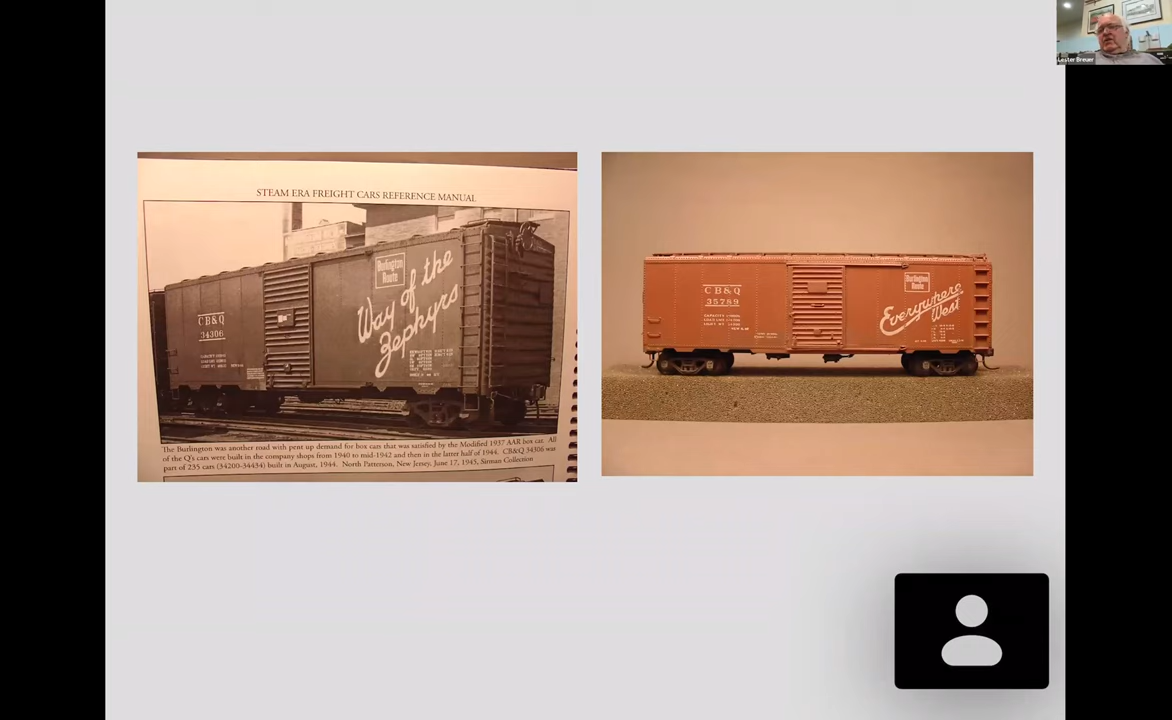 Lester Breuer
STEAM ERA FREIGHT CARS REFERENCE MANUAL
Burlington
Route
Way of the
Zephyrs
CB&Q
34306
The Burlington was another road with pent up demand for box cars that was satisfied by the Modified 1937 AAR box car. All
of the Q's cars were built in the company shops from 1940 to mid-1942 and then in the latter half of 1944. CB&Q 34306 was
part of 235 cars (34200-34434) built in August, 1944. North Patterson, New Jersey, June 17, 1945, Sirman Collection
CB&Q
35789
Burlington
Route
Everywhere
West